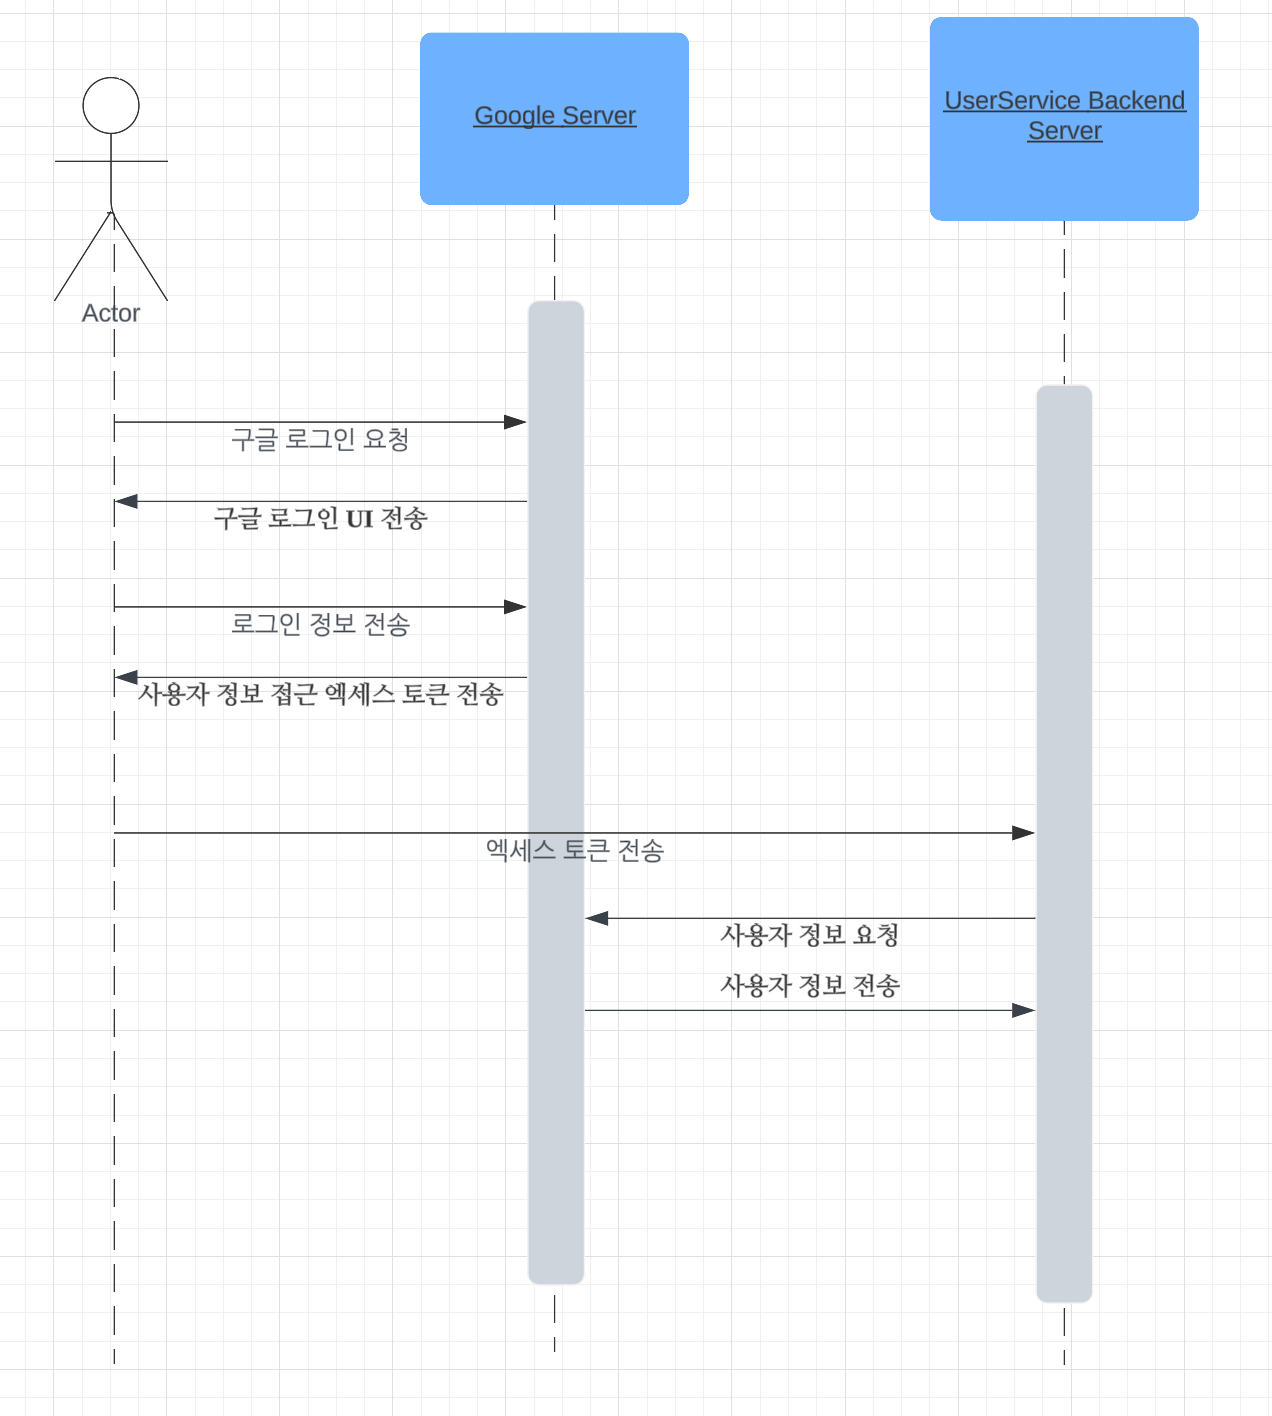 Google Server
UserService Backend
Server
Actor
구글 로그인 요청
구글 로그인 UI 전송
로그인 정보 전송
사용자 정보 접근 엑세스 토큰 전송
엑세스 토큰 전송
사용자 정보 요청
사용자 정보 전송